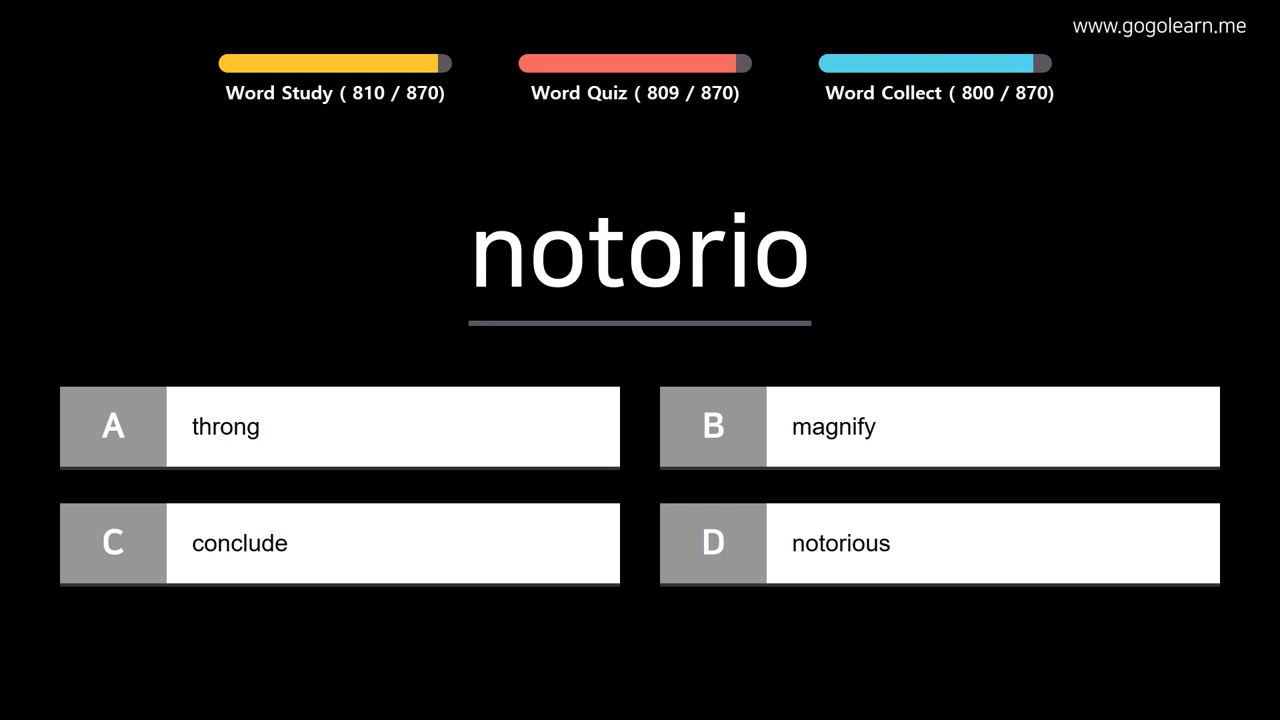 www.gogolearn.me
Word Study ( 810 / 870)
Word Quiz ( 809 / 870)
Word Collect ( 800 / 870)
notorio
A throng
B magnify
C conclude
D notorious